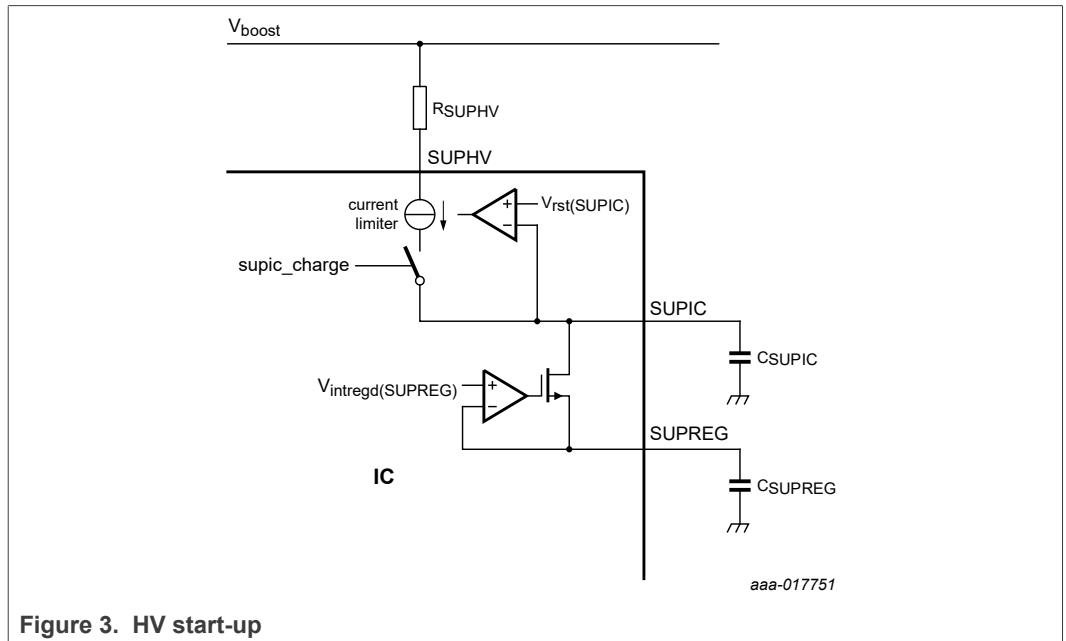 Vboost
RSUPHV
SUPHV
current
limiter
+
Vrst(SUPIC)
−
supic_charge
SUPIC
CSUPIC
Vintregd(SUPREG)
+
−
SUPREG
IC
CSUPREG
aaa-017751
Figure 3. HV start-up